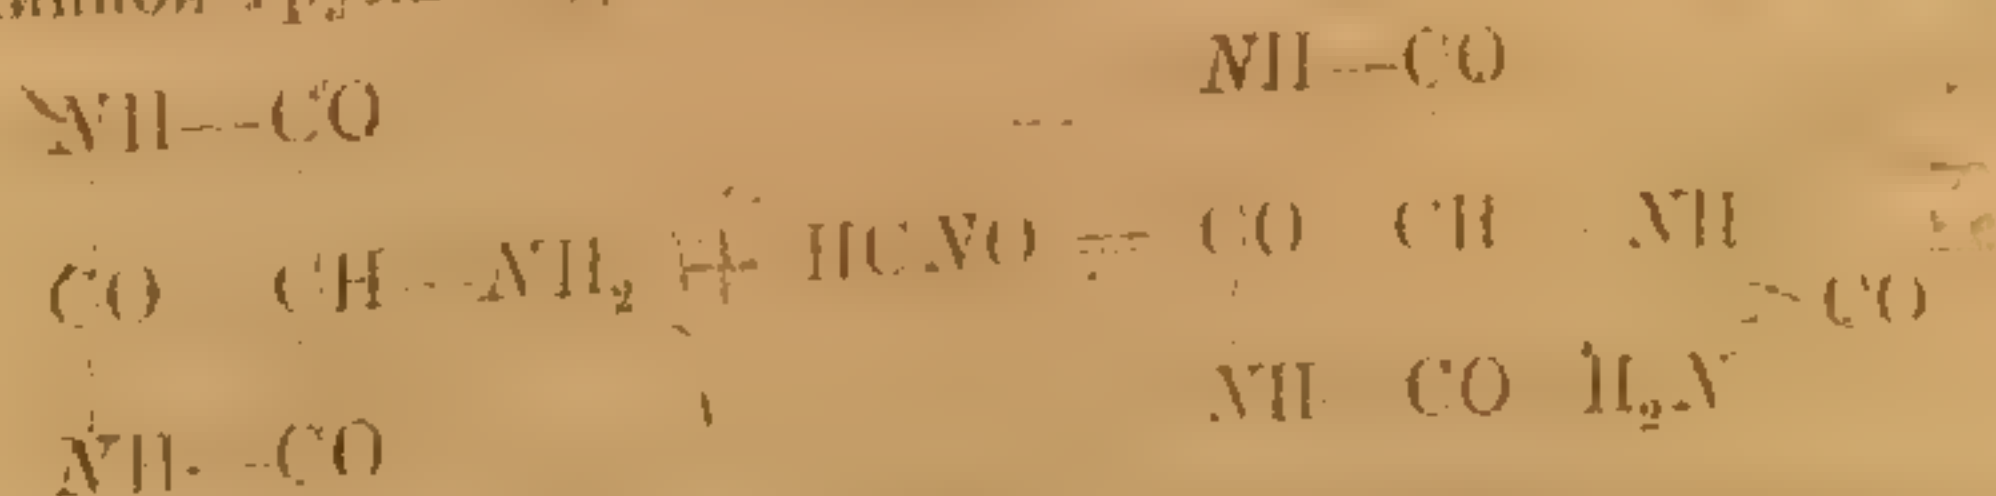 NH—CO
NH—CO
CO CH—NH₂ + HCNO = CO CH NH
CO
NH CO H₂N
NH—CO